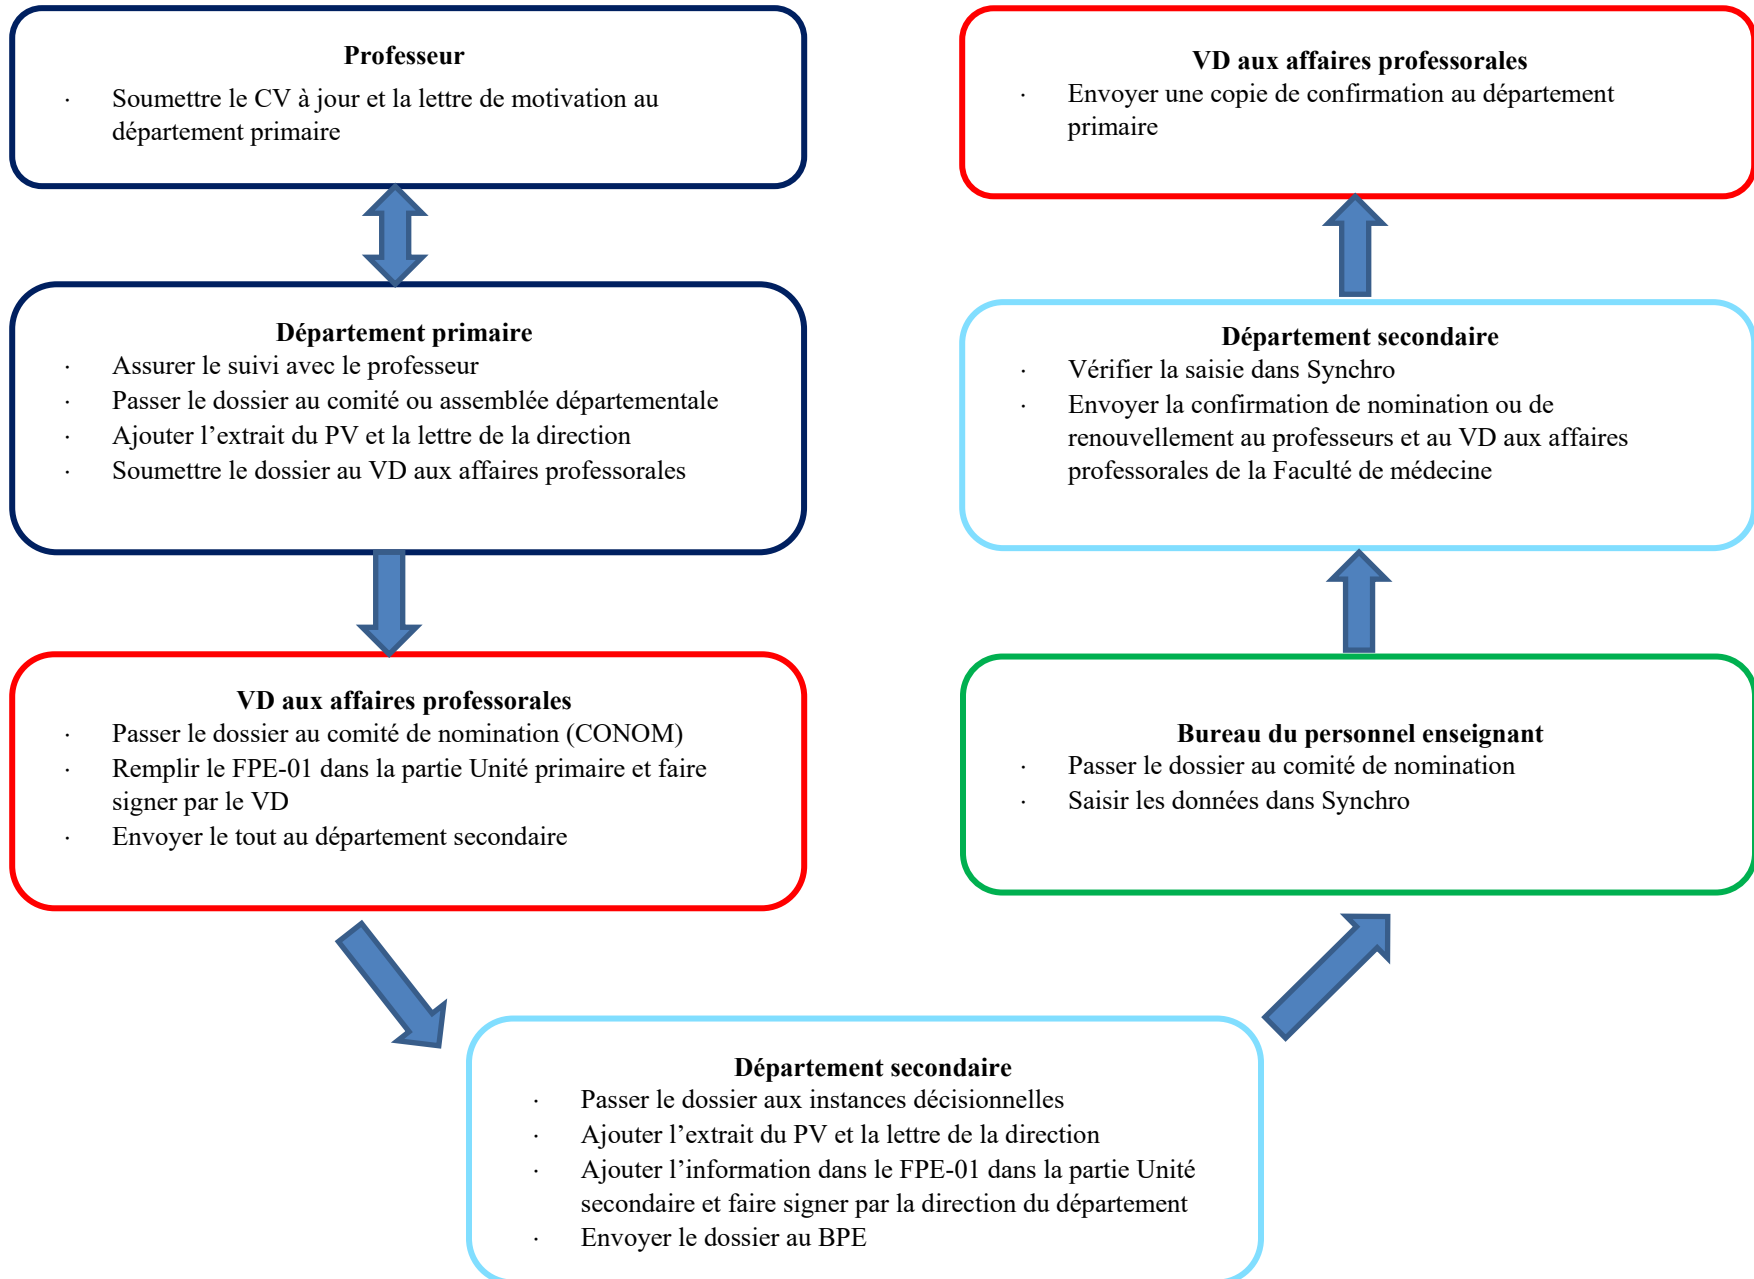 Professeur
· Soumettre le CV à jour et la lettre de motivation au
département primaire
Département primaire
· Assurer le suivi avec le professeur
· Passer le dossier au comité ou assemblée départementale
· Ajouter l’extrait du PV et la lettre de la direction
· Soumettre le dossier au VD aux affaires professorales
VD aux affaires professorales
· Passer le dossier au comité de nomination (CONOM)
· Remplir le FPE-01 dans la partie Unité primaire et faire
signer par le VD
· Envoyer le tout au département secondaire
Département secondaire
· Passer le dossier aux instances décisionnelles
· Ajouter l’extrait du PV et la lettre de la direction
· Ajouter l’information dans le FPE-01 dans la partie Unité
secondaire et faire signer par la direction du département
· Envoyer le dossier au BPE
Bureau du personnel enseignant
· Passer le dossier au comité de nomination
· Saisir les données dans Synchro
Département secondaire
· Vérifier la saisie dans Synchro
· Envoyer la confirmation de nomination ou de
renouvellement au professeurs et au VD aux affaires
professorales de la Faculté de médecine
VD aux affaires professorales
· Envoyer une copie de confirmation au département
primaire